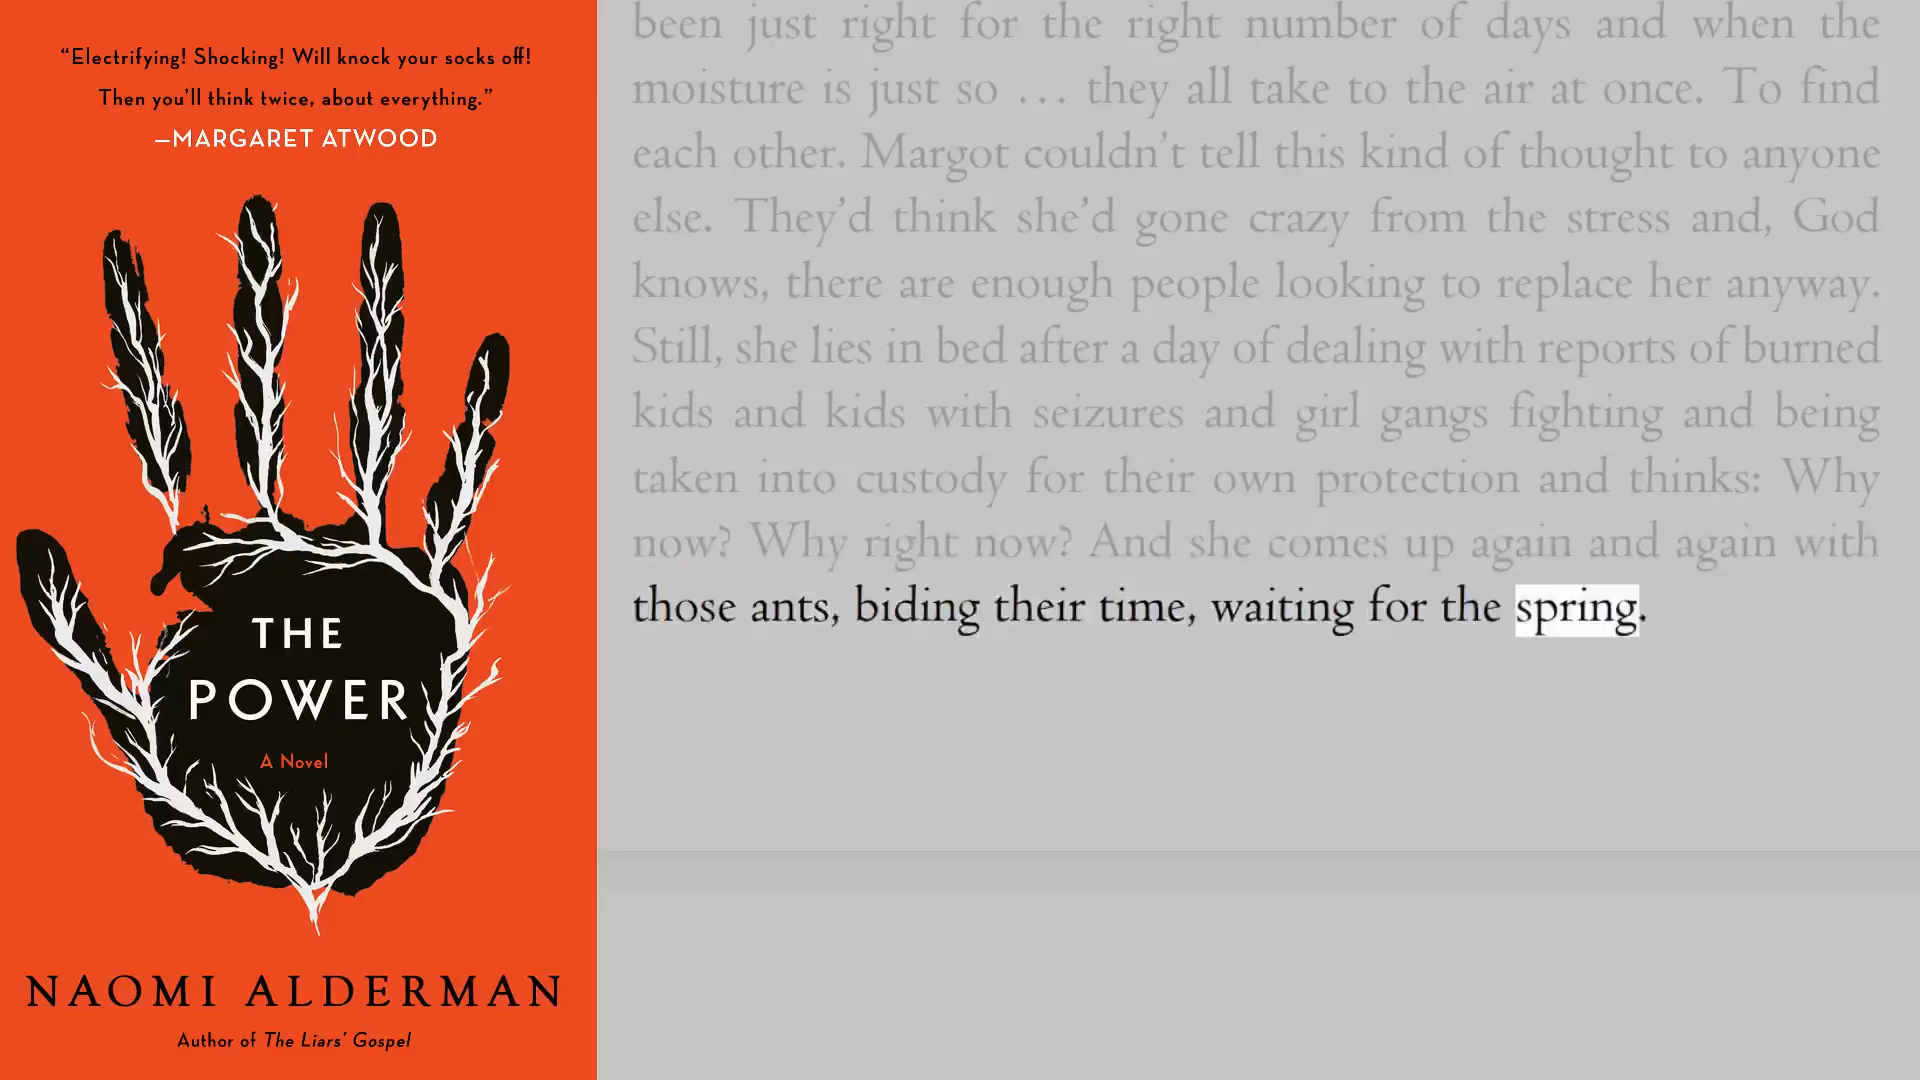 “Electrifying! Shocking! Will knock your socks off!
Then you’ll think twice, about everything.”
—MARGARET ATWOOD
THE
POWER
A Novel
NAOMI ALDERMAN
Author of The Liars’ Gospel
been just right for the right number of days and when the
moisture is just so … they all take to the air at once. To find
each other. Margot couldn’t tell this kind of thought to anyone
else. They’d think she’d gone crazy from the stress and, God
knows, there are enough people looking to replace her anyway.
Still, she lies in bed after a day of dealing with reports of burned
kids and kids with seizures and girl gangs fighting and being
taken into custody for their own protection and thinks: Why
now? Why right now? And she comes up again and again with
those ants, biding their time, waiting for the spring.